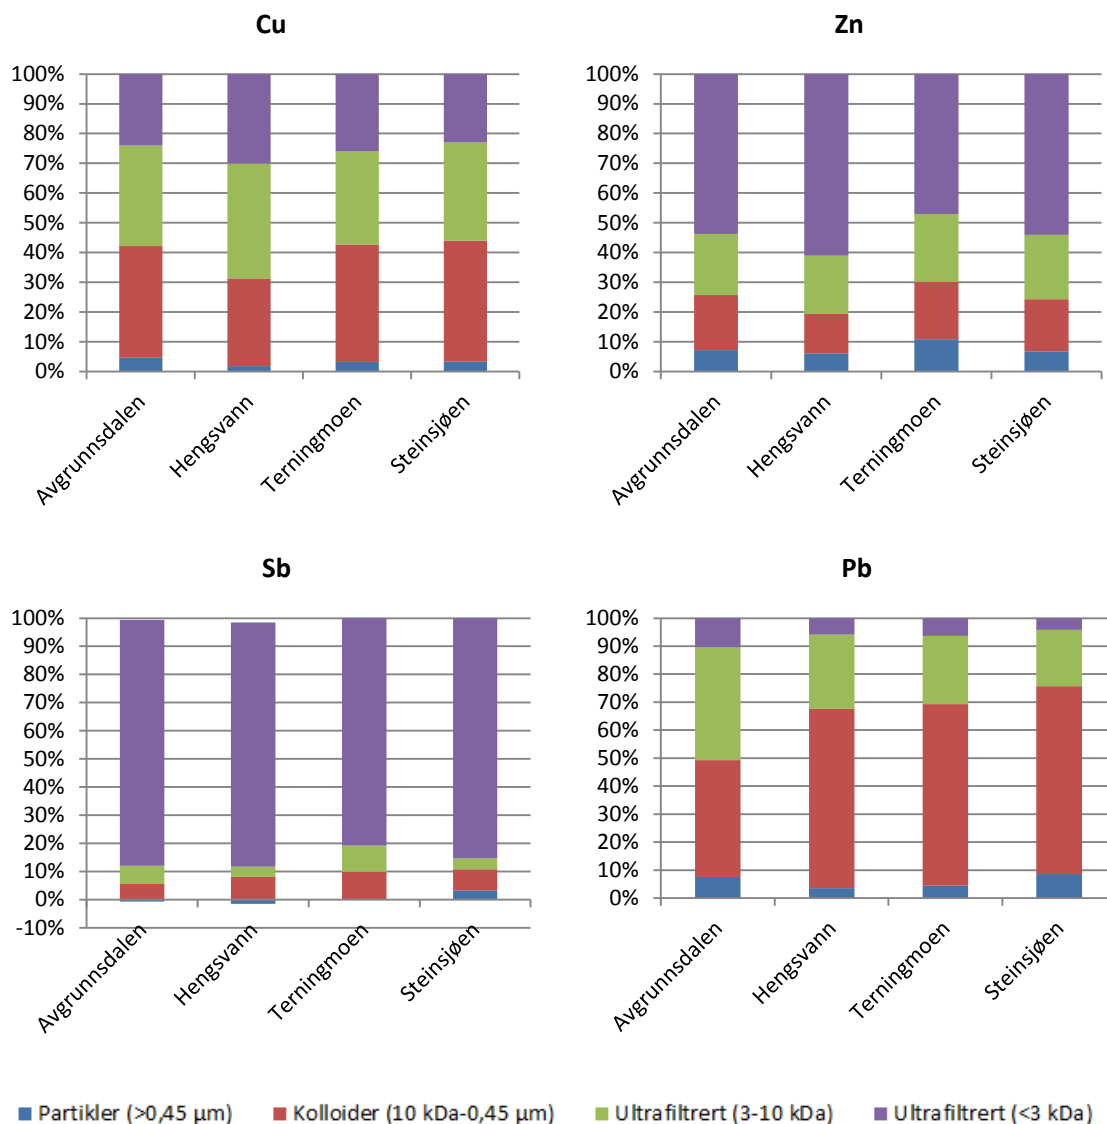 Cu
100%
90%
80%
70%
60%
50%
40%
30%
20%
10%
0%
Avgrunnsdalen
Hengsvann
Terningmoen
Steinsjøen
Zn
100%
90%
80%
70%
60%
50%
40%
30%
20%
10%
0%
Avgrunnsdalen
Hengsvann
Terningmoen
Steinsjøen
Sb
100%
90%
80%
70%
60%
50%
40%
30%
20%
10%
0%
-10%
Avgrunnsdalen
Hengsvann
Terningmoen
Steinsjøen
Pb
100%
90%
80%
70%
60%
50%
40%
30%
20%
10%
0%
Avgrunnsdalen
Hengsvann
Terningmoen
Steinsjøen
Partikler (>0,45 µm) Kolloider (10 kDa-0,45 µm) Ultrafiltrert (3-10 kDa) Ultrafiltrert (<3 kDa)